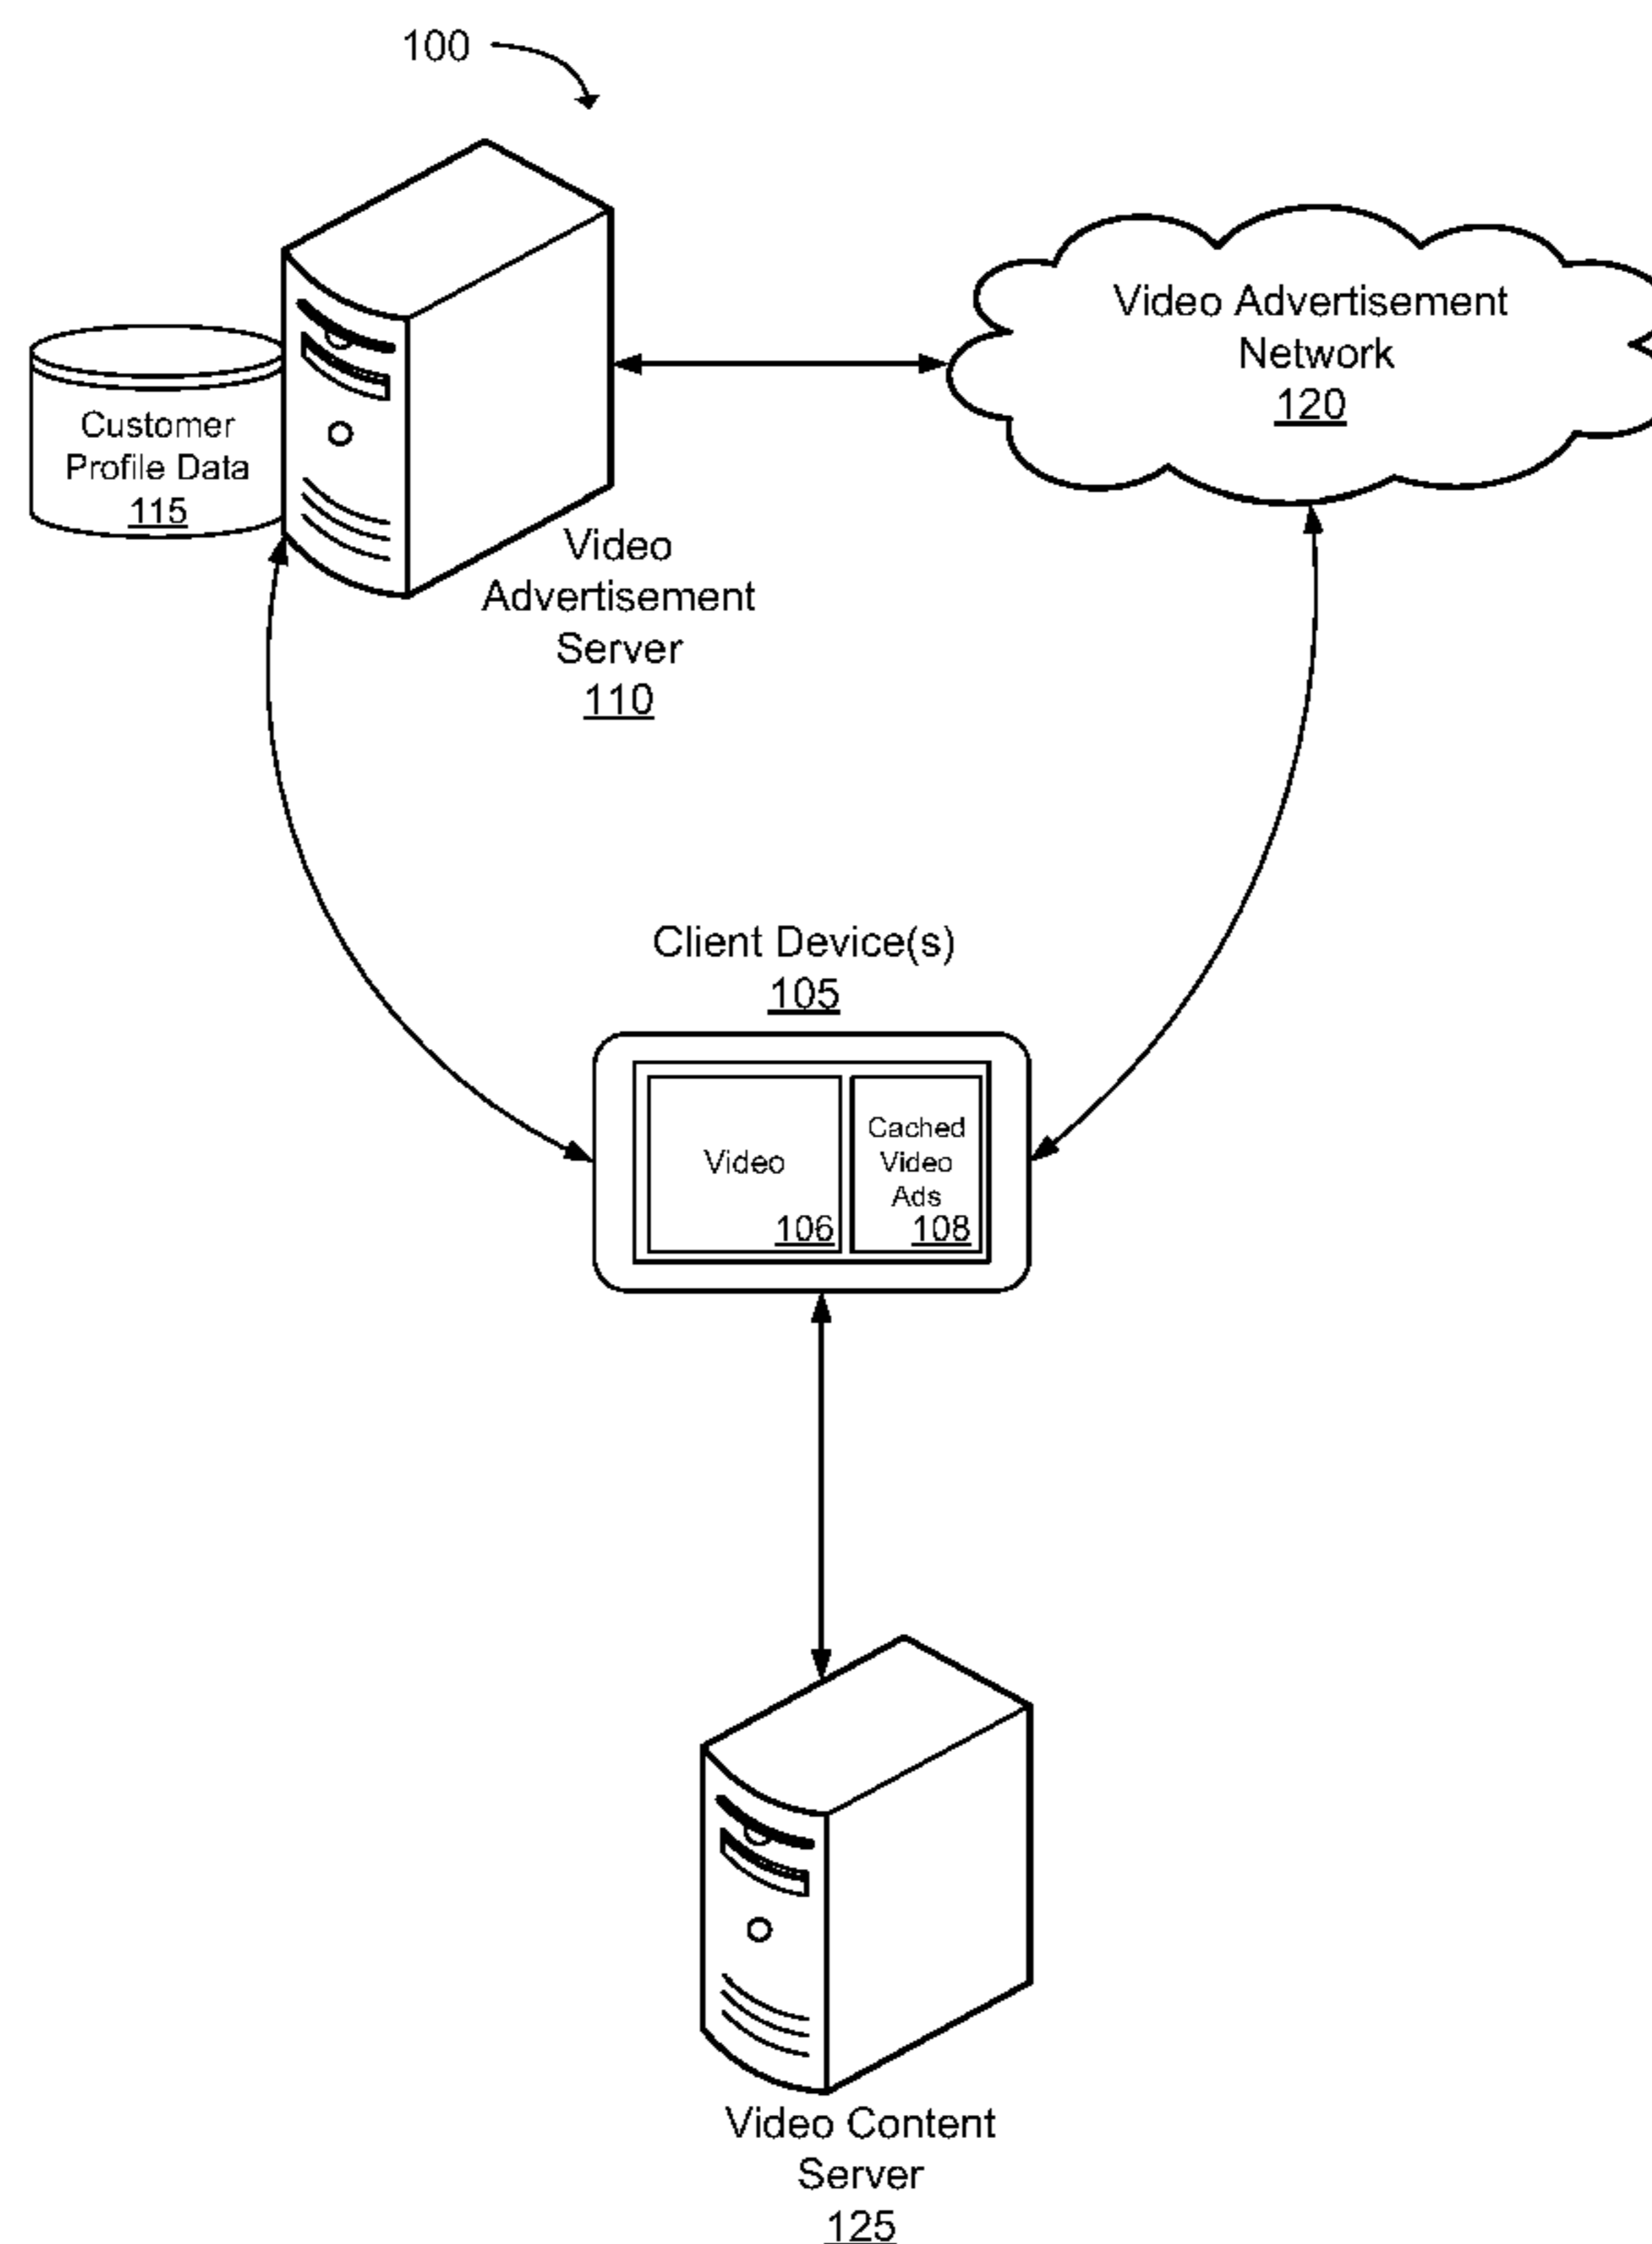 100
Video Advertisement
Network
120
Customer
Profile Data
115
Video
Advertisement
Server
110
Client Device(s)
105
Video
106
Cached
Video
Ads
108
Video Content
Server
125